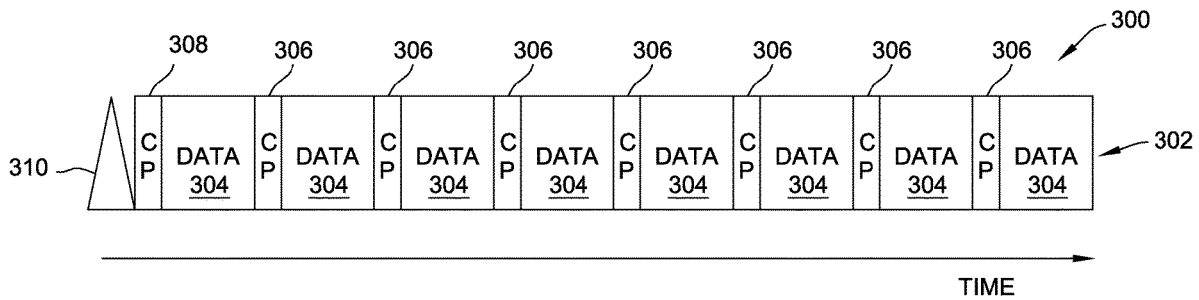 300
308 306 306 306 306 306 306 306
C P DATA C P DATA C P DATA C P DATA C P DATA C P DATA C P DATA C P DATA
304 304 304 304 304 304 304 304
302
310
TIME